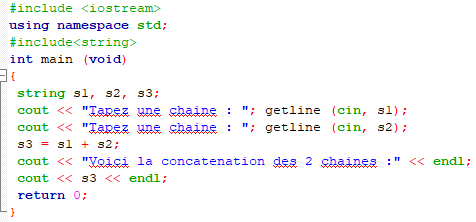 #include <iostream>
using namespace std;
#include<string>
int main (void)
{
string s1, s2, s3;
cout << "Tapez une chaine : "; getline (cin, s1);
cout << "Tapez une chaine : "; getline (cin, s2);
s3 = s1 + s2;
cout << "Voici la concatenation des 2 chaines :" << endl;
cout << s3 << endl;
return 0;
}